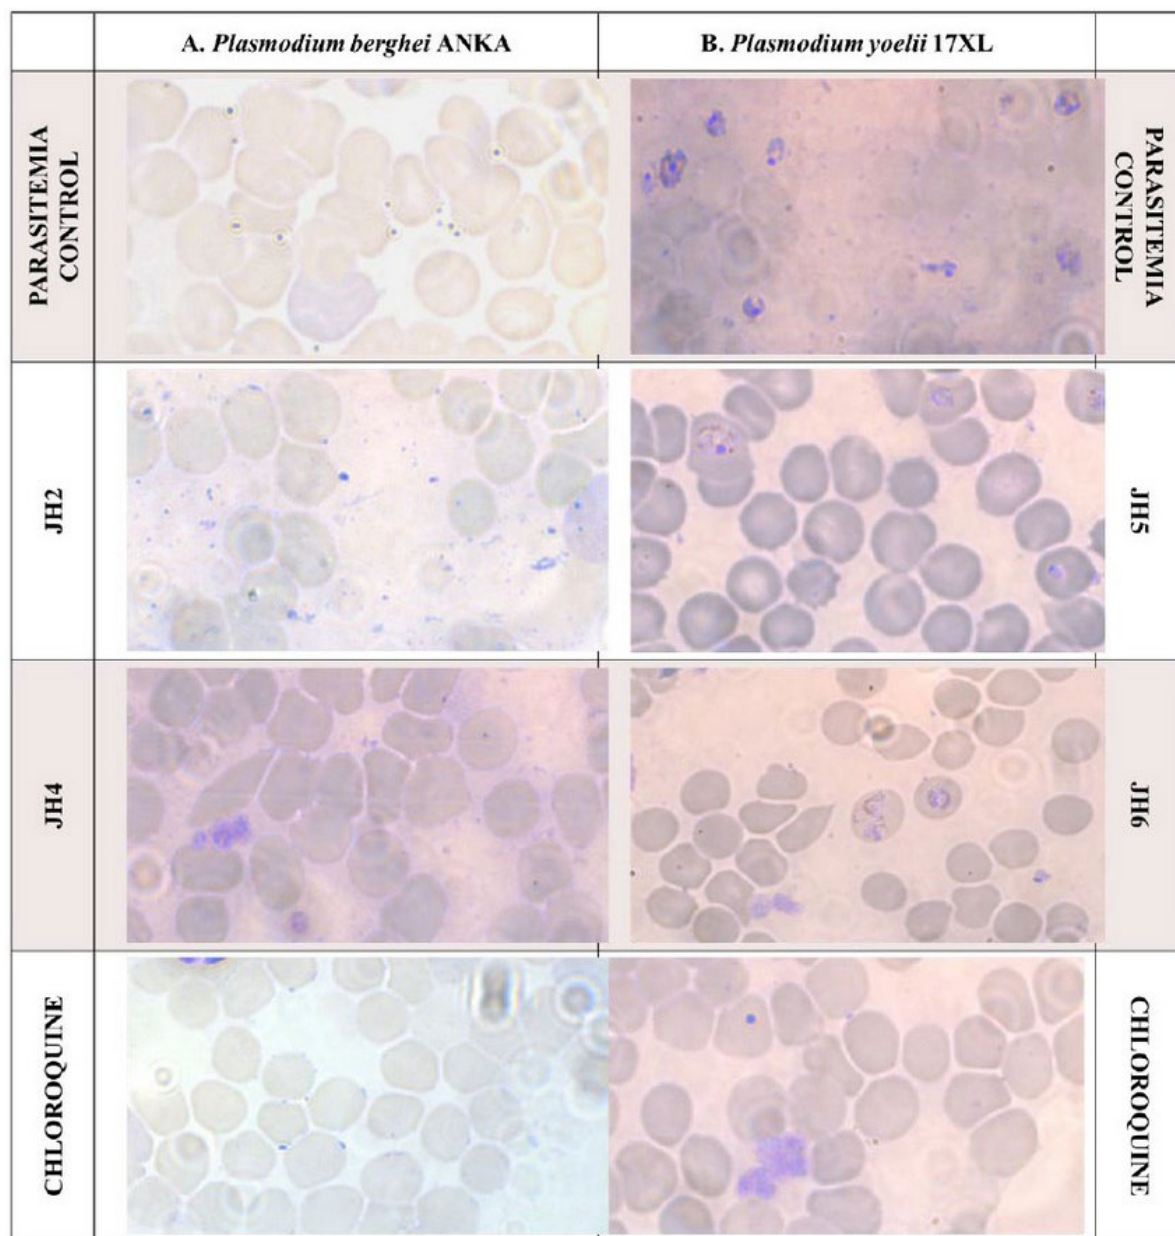 A. Plasmodium berghei ANKA
B. Plasmodium yoelii 17XL
PARASITEMIA
CONTROL
PARASITEMIA
CONTROL
JH2
JH5
JH4
JH6
CHLOROQUINE
CHLOROQUINE